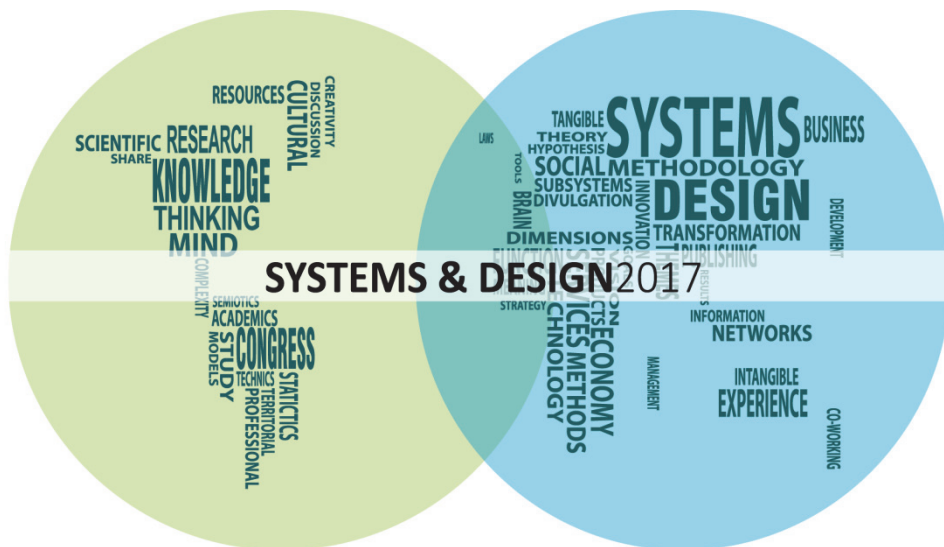 RESOURCES
CULTURAL
DISCUSSION
CREATIVITY
SCIENTIFIC
RESEARCH
SHARE
KNOWLEDGE
THINKING
MIND
COMPLEXITY
SEMIOTICS
ACADEMICS
MODELS
STUDY
CONGRESS
TECHNICS
STATICTICS
TERRITORIAL
PROFESSIONAL
SYSTEMS & DESIGN2017
LAWS
TOOLS
BRAIN
TANGIBLE
THEORY
HYPOTHESIS
SYSTEMS
BUSINESS
SOCIAL
METHODOLOGY
SUBSYSTEMS
DIVULGATION
INNOVATION
DESIGN
DEVELOPMENT
DIMENSIONS
TRANSFORMATION
PUBLISHING
RESULTS
STRATEGY
SERVICES
PRODUCTS
ECONOMY
METHODS
INFORMATION
NETWORKS
MANAGEMENT
INTANGIBLE
EXPERIENCE
CO-WORKING